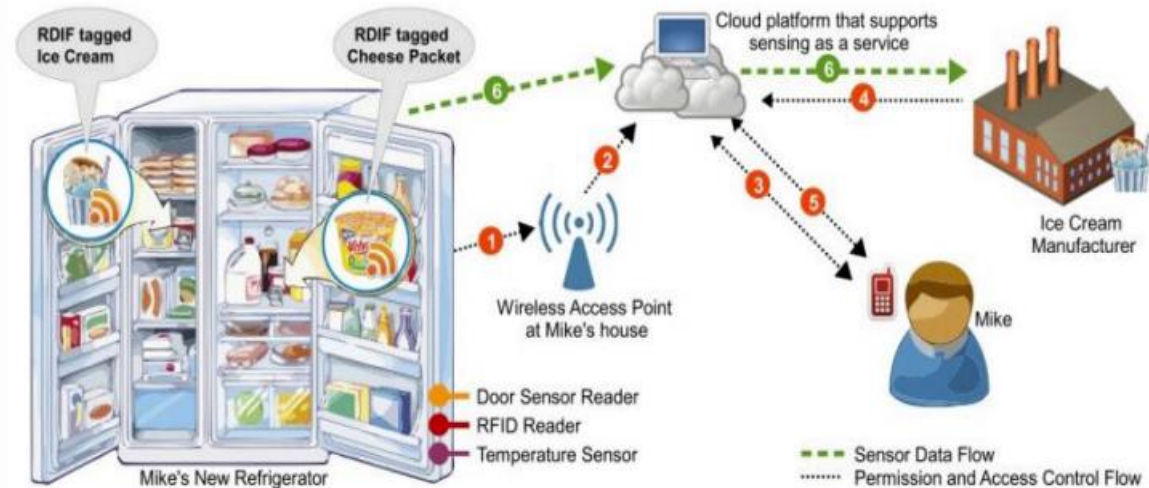 RDIF tagged
Ice Cream
RDIF tagged
Cheese Packet
Cloud platform that supports
sensing as a service
6
6
4
2
3
5
1
Ice Cream
Manufacturer
Wireless Access Point
at Mike's house
Mike
Door Sensor Reader
RFID Reader
Temperature Sensor
Mike's New Refrigerator
Sensor Data Flow
Permission and Access Control Flow